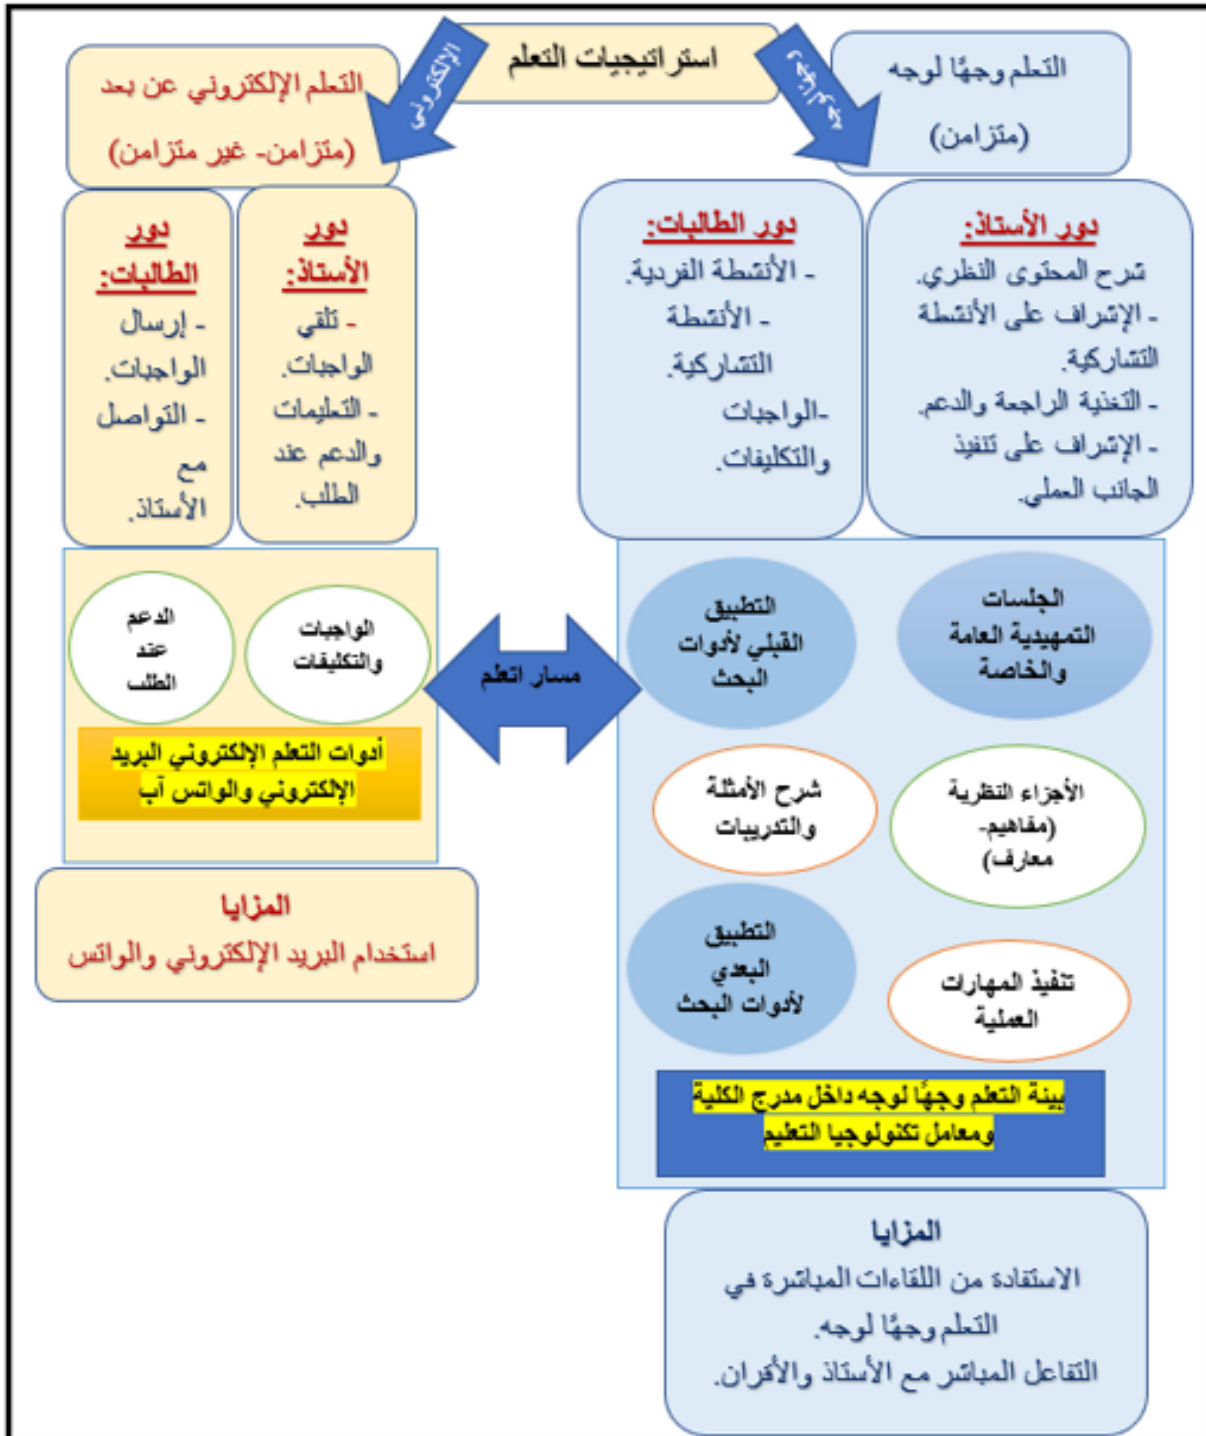 استراتيجيات التعلم
وجهًا لوجه
الإلكتروني
التعلم وجهًا لوجه
(متزامن)
دور الأستاذ:
شرح المحتوى النظري.
- الإشراف على الأنشطة
التشاركية.
- التغذية الراجعة والدعم.
- الإشراف على تنفيذ
الجانب العملي.
دور الطالبات:
- الأنشطة الفردية.
- الأنشطة
التشاركية.
-الواجبات
والتكليفات.
التعلم الإلكتروني عن بعد
(متزامن- غير متزامن)
دور
الأستاذ:
- تلقي
الواجبات.
- التعليمات
والدعم عند
الطلب.
دور
الطالبات:
- إرسال
الواجبات.
- التواصل
مع
الأستاذ.
الجلسات
التمهيدية العامة
والخاصة
التطبيق
القبلي لأدوات
البحث
الأجزاء النظرية
(مفاهيم-
معارف)
شرح الأمثلة
والتدريبات
تنفيذ المهارات
العملية
التطبيق
البعدي
لأدوات البحث
بيئة التعلم وجهًا لوجه داخل مدرج الكلية
ومعامل تكنولوجيا التعليم
مسار اتعلم
الواجبات
والتكليفات
الدعم
عند
الطلب
أدوات التعلم الإلكتروني البريد
الإلكتروني والواتس آب
المزايا
استخدام البريد الإلكتروني والواتس
المزايا
الاستفادة من اللقاءات المباشرة في
التعلم وجهًا لوجه.
التفاعل المباشر مع الأستاذ والأقران.